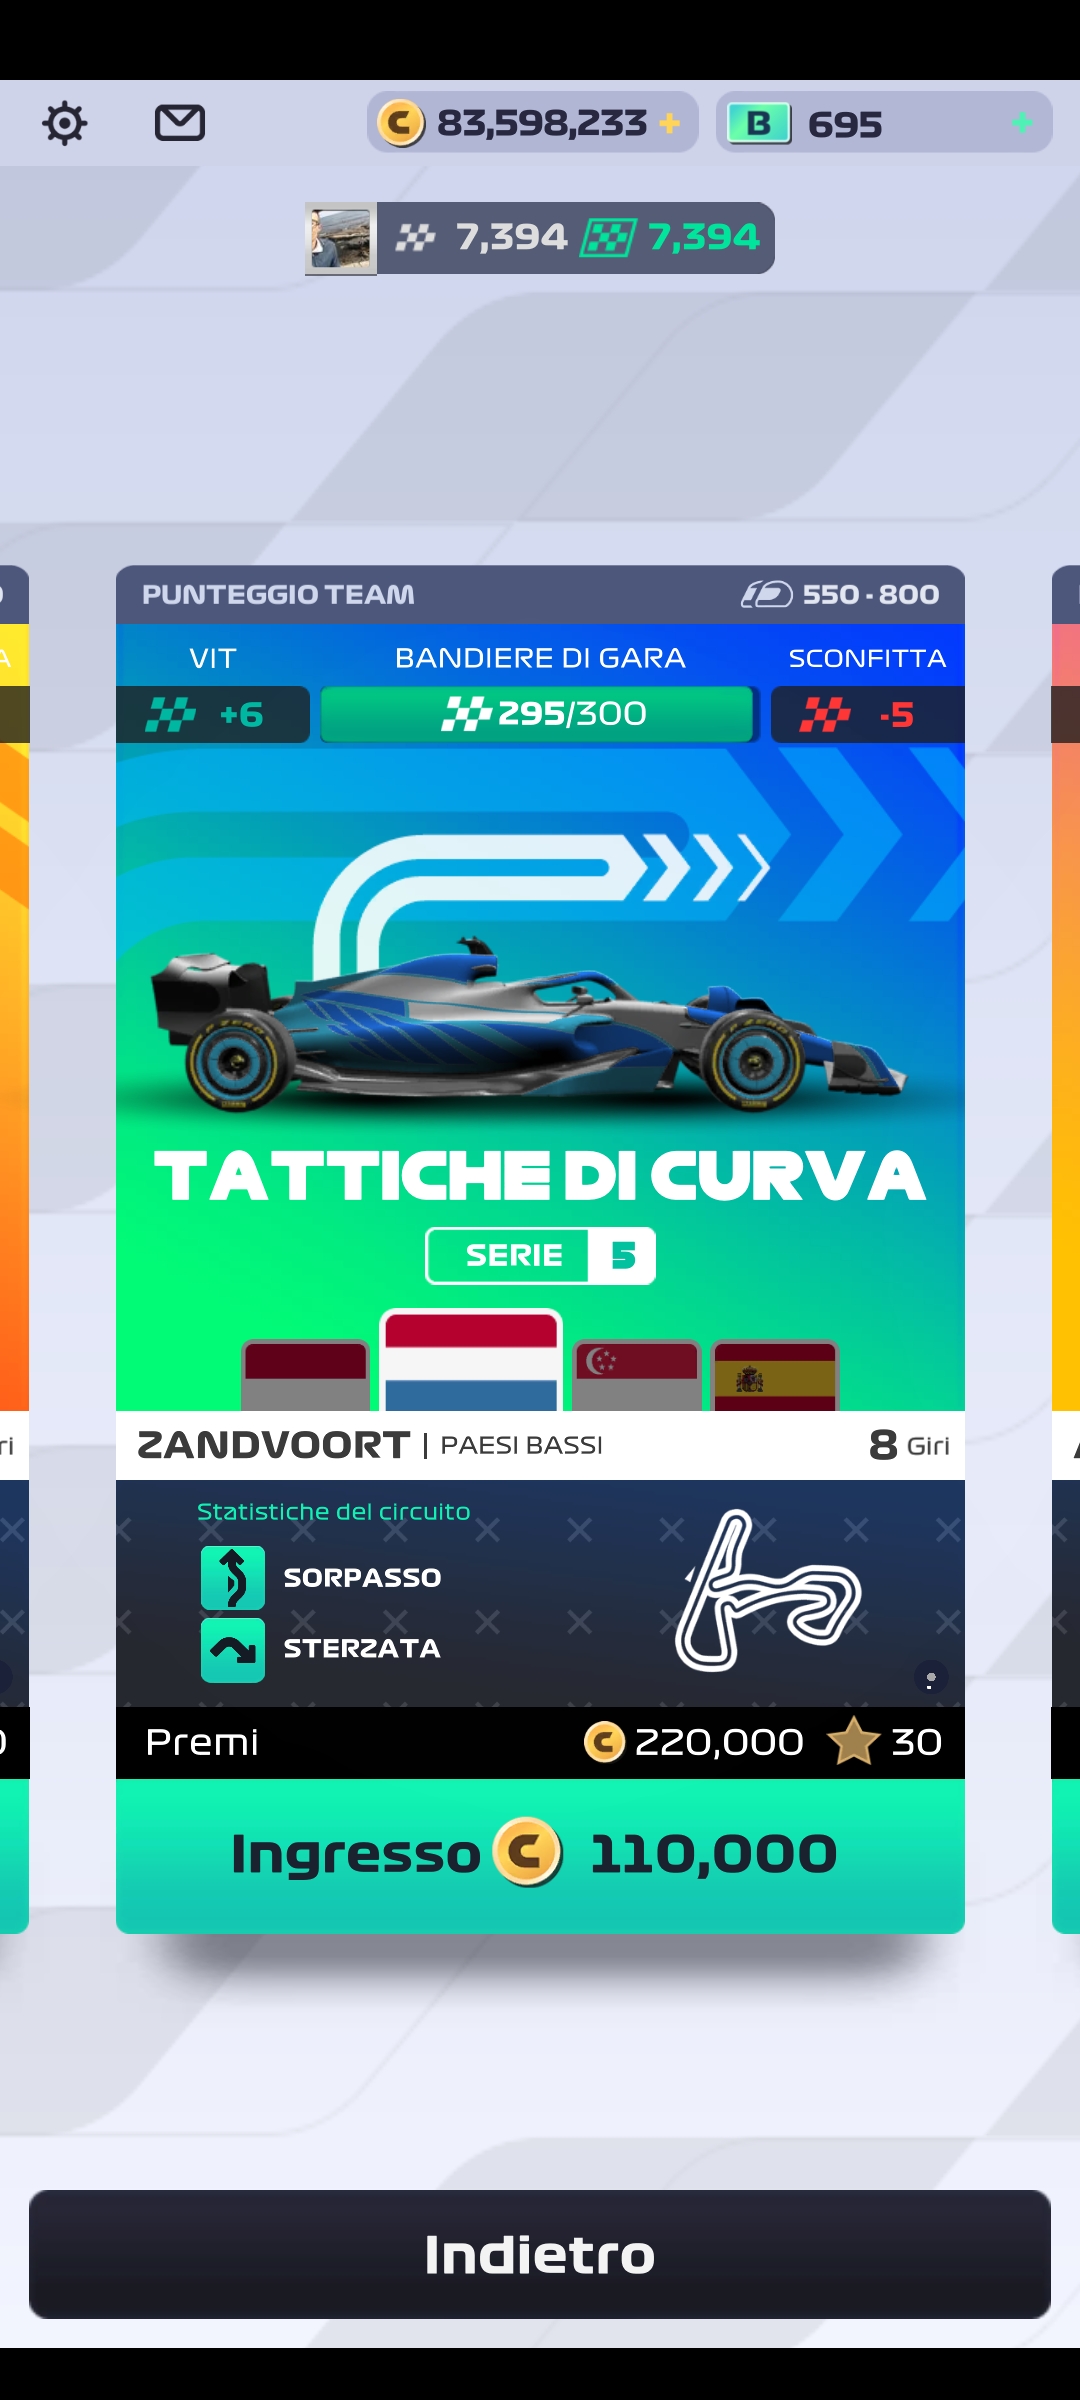 83,598,233 + B 695 +
7,394 7,394
PUNTEGGIO TEAM 550 - 800
VIT BANDIERE DI GARA SCONFITTA
+6 295/300 -5
TATTICHE DI CURVA
SERIE 5
ZANDVOORT | PAESI BASSI 8 Giri
Statistiche del circuito
SORPASSO
STERZATA
Premi C 220,000 30
Ingresso C 110,000
Indietro